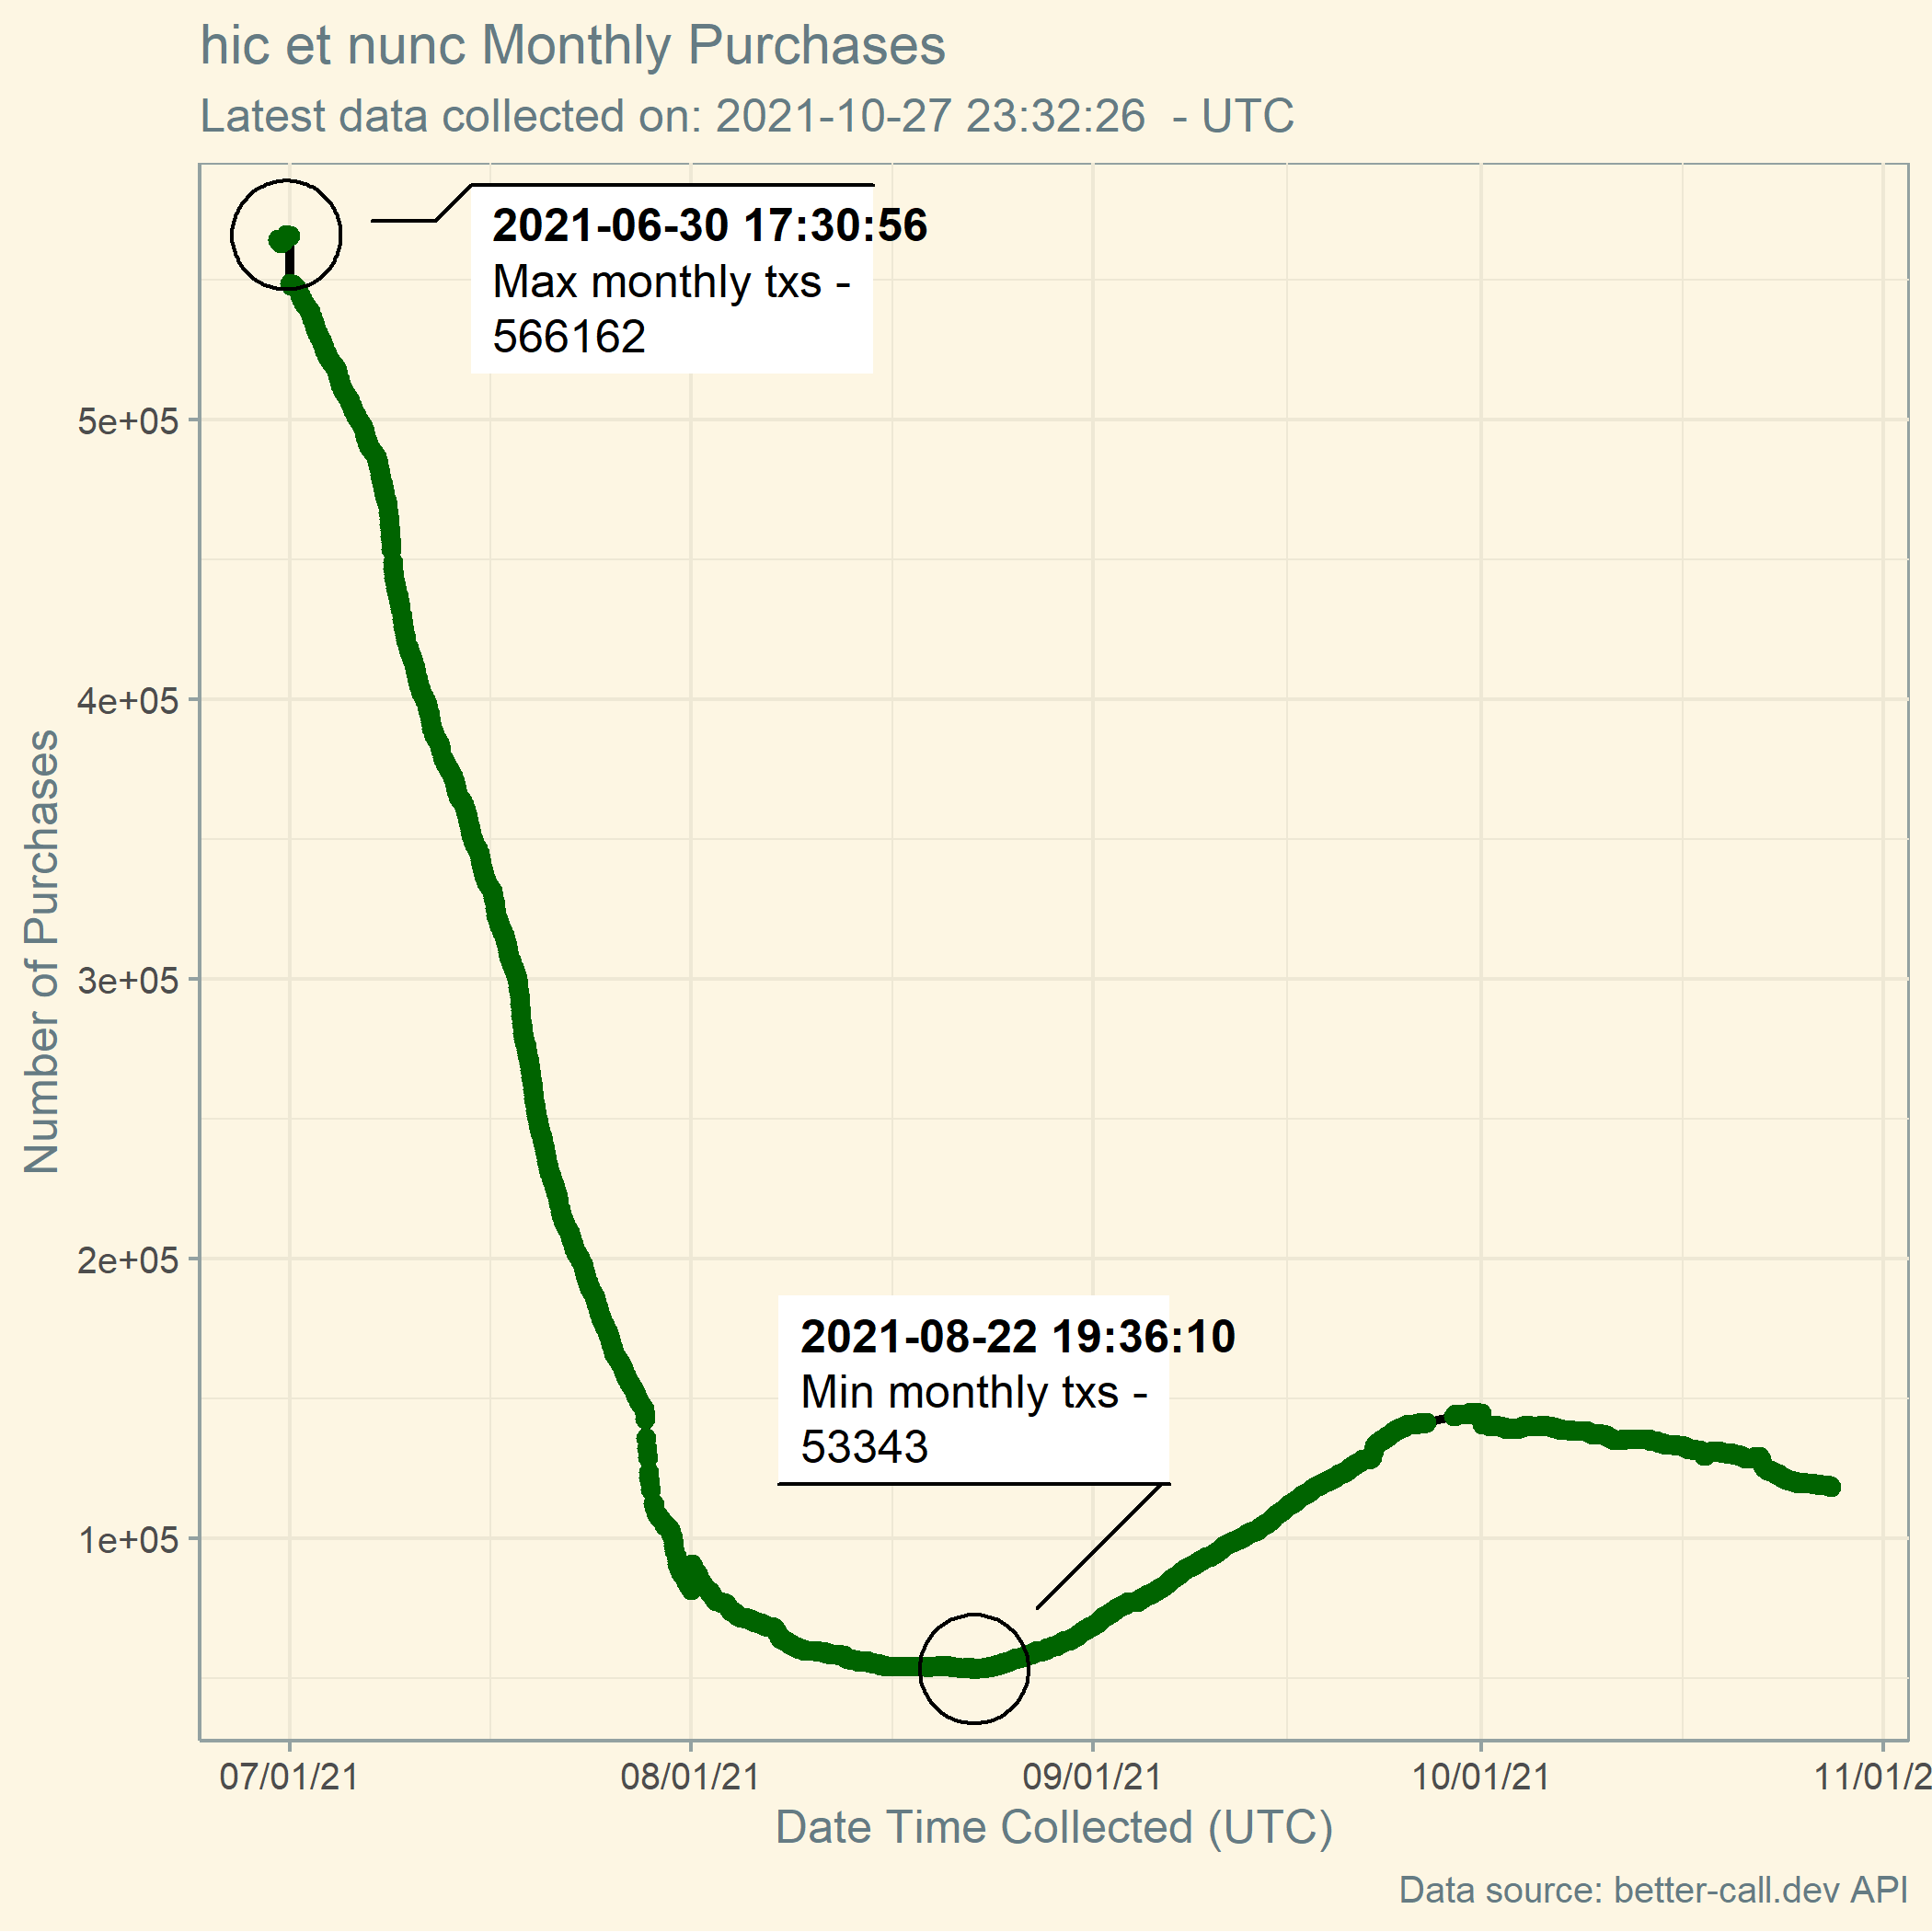 hic et nunc Monthly Purchases
Latest data collected on: 2021-10-27 23:32:26  - UTC
2021-06-30 17:30:56
Max monthly txs -
566162
5e+05
4e+05
3e+05
2e+05
1e+05
Number of Purchases
2021-08-22 19:36:10
Min monthly txs -
53343
07/01/21 08/01/21 09/01/21 10/01/21 11/01/2
Date Time Collected (UTC)
Data source: better-call.dev API